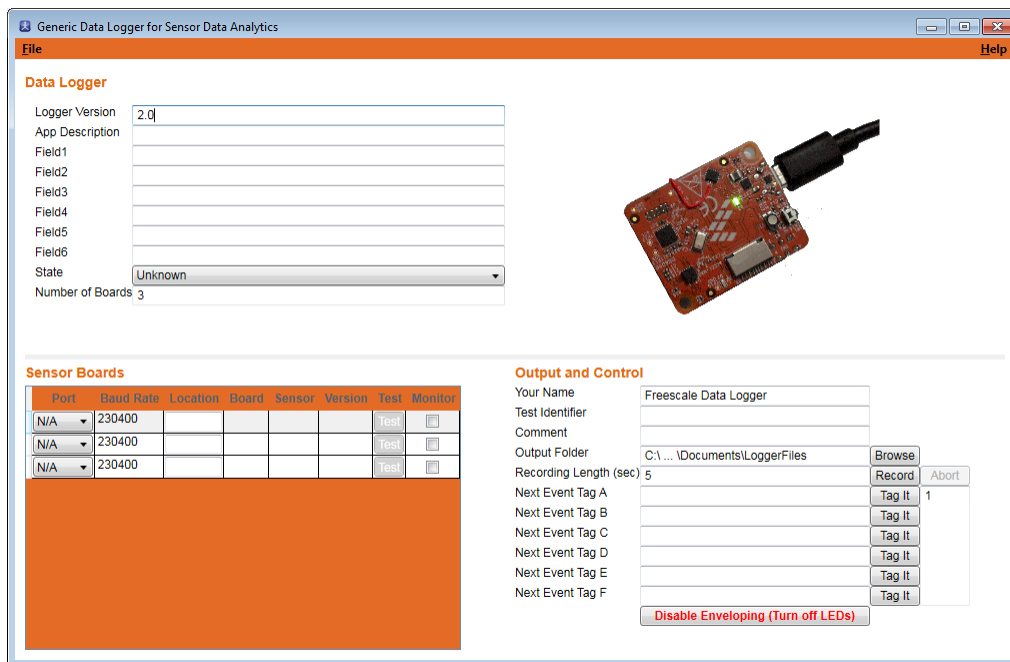 Generic Data Logger for Sensor Data Analytics
File Help
Data Logger
Logger Version 2.0
App Description
Field1
Field2
Field3
Field4
Field5
Field6
State Unknown
Number of Boards 3
Sensor Boards
Port Baud Rate Location Board Sensor Version Test Monitor
N/A 230400 Test
N/A 230400 Test
N/A 230400 Test
Output and Control
Your Name Freescale Data Logger
Test Identifier
Comment
Output Folder C:\ ... \Documents\LoggerFiles Browse
Recording Length (sec) 5 Record Abort
Next Event Tag A Tag It 1
Next Event Tag B Tag It
Next Event Tag C Tag It
Next Event Tag D Tag It
Next Event Tag E Tag It
Next Event Tag F Tag It
Disable Enveloping (Turn off LEDs)